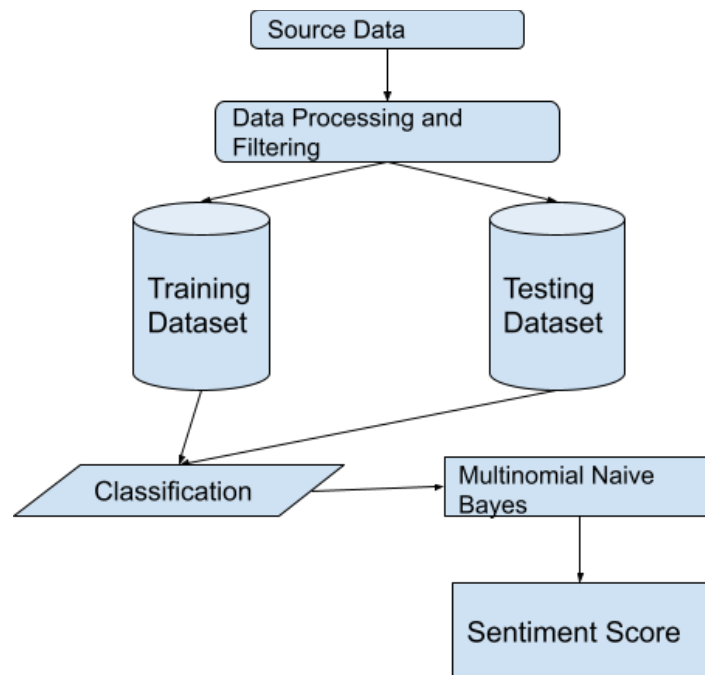 Source Data
Data Processing and
Filtering
Training
Dataset
Testing
Dataset
Classification
Multinomial Naive
Bayes
Sentiment Score